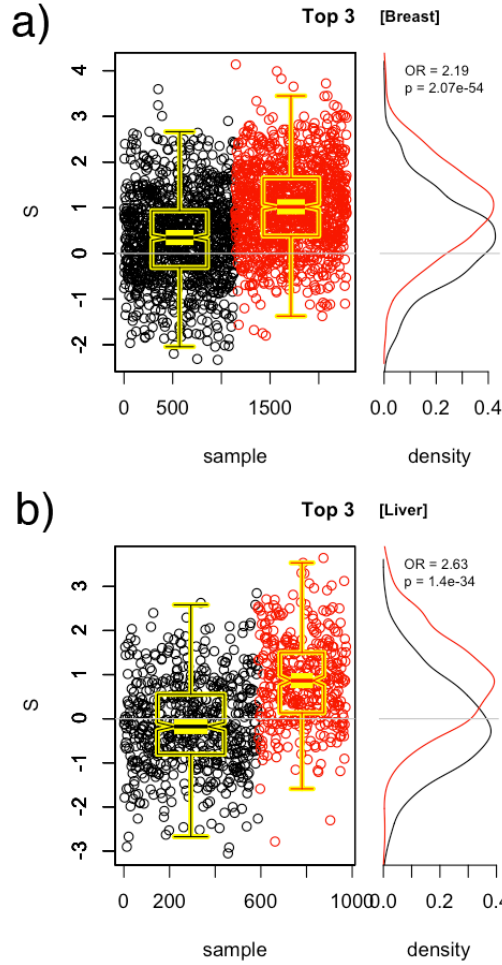 a)
Top 3 [Breast]
OR = 2.19
p = 2.07e-54
S
4
3
2
1
0
-1
-2
0 500 1500
0.0 0.2 0.4
sample density
b)
Top 3 [Liver]
OR = 2.63
p = 1.4e-34
S
3
2
1
0
-1
-2
-3
0 200 600 1000
0.0 0.2 0.4
sample density